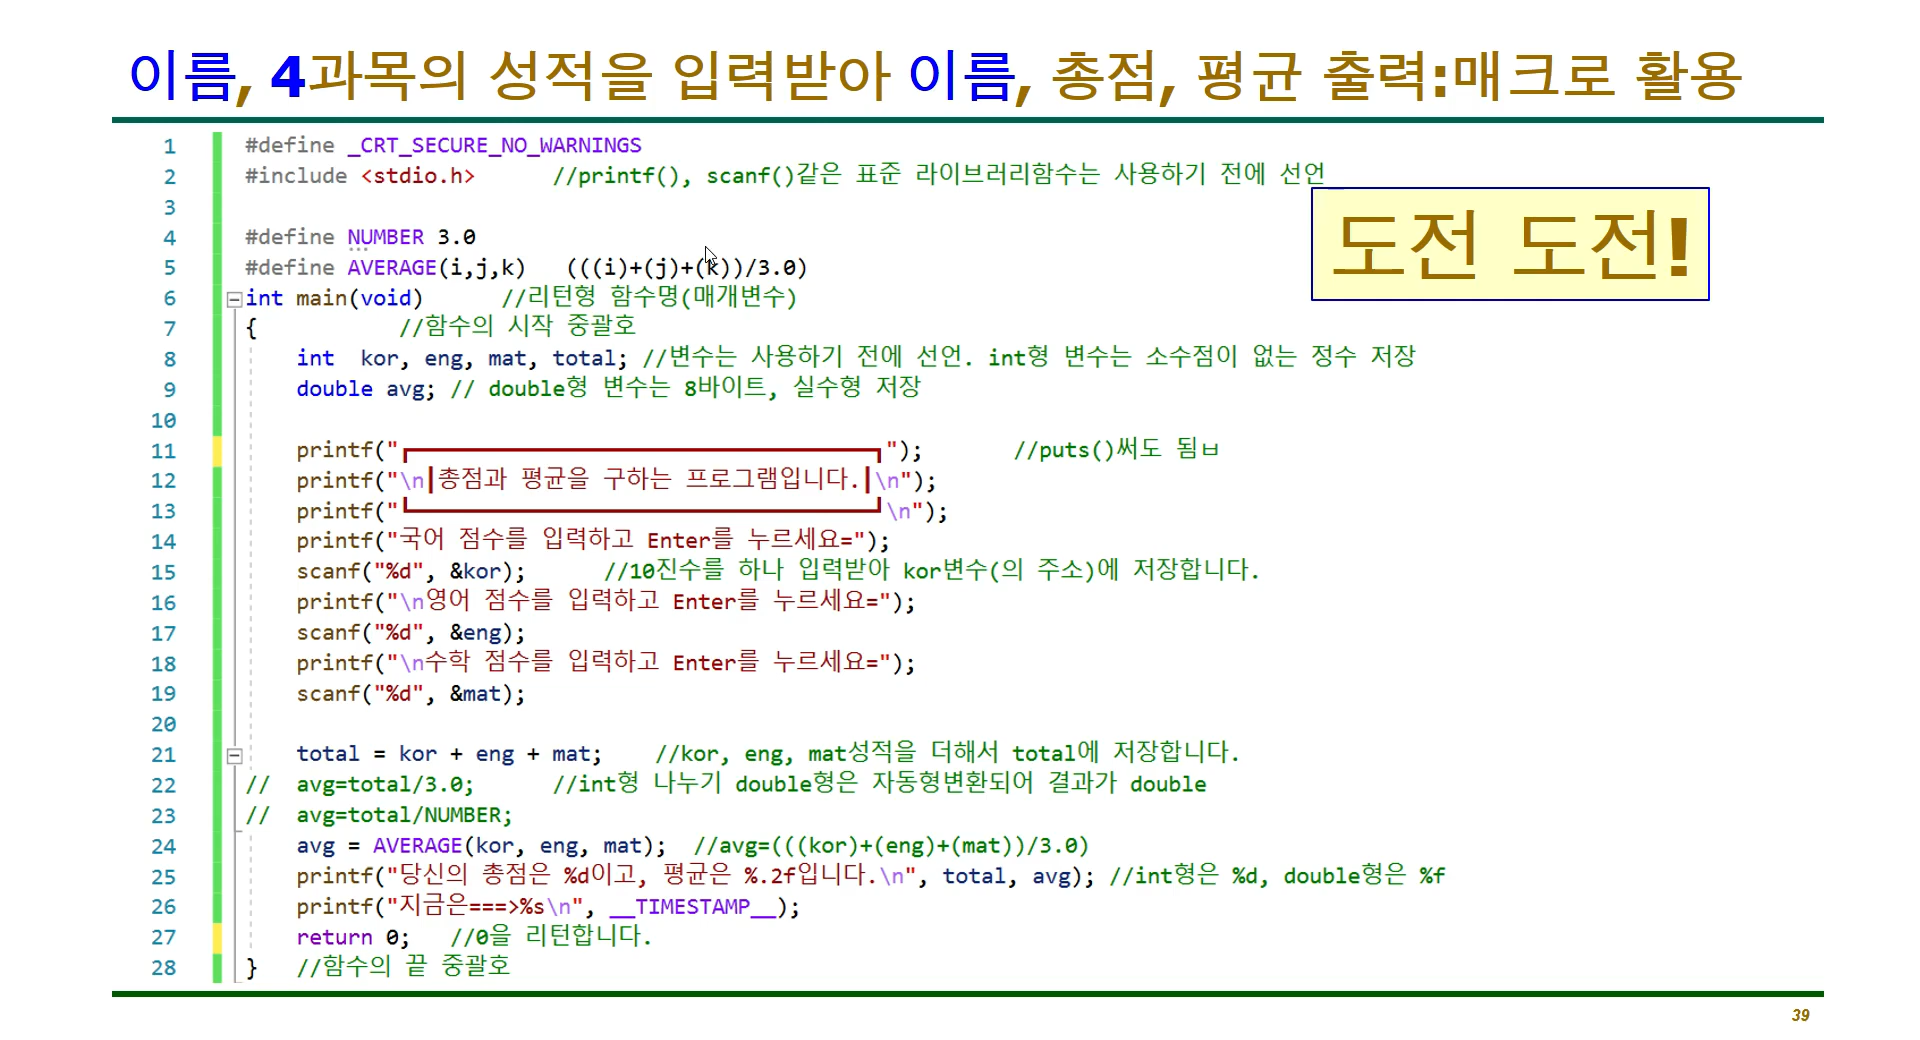 이름, 4과목의 성적을 입력받아 이름, 총점, 평균 출력:매크로 활용
1 #define _CRT_SECURE_NO_WARNINGS
2 #include <stdio.h> //printf(), scanf()같은 표준 라이브러리함수는 사용하기 전에 선언
도전 도전!
3
4 #define NUMBER 3.0
5 #define AVERAGE(i,j,k) (((i)+(j)+(k))/3.0)
6 int main(void) //리턴형 함수명(매개변수)
7 { //함수의 시작 중괄호
8 int kor, eng, mat, total; //변수는 사용하기 전에 선언. int형 변수는 소수점이 없는 정수 저장
9 double avg; // double형 변수는 8바이트, 실수형 저장
10
11 printf("┏━━━━━━━━━━━━━━━━━━┓"); //puts()써도 됨ㅂ
12 printf("\n┃총점과 평균을 구하는 프로그램입니다.┃\n");
13 printf("┗━━━━━━━━━━━━━━━━━━┛\n");
14 printf("국어 점수를 입력하고 Enter를 누르세요=");
15 scanf("%d", &kor); //10진수를 하나 입력받아 kor변수(의 주소)에 저장합니다.
16 printf("\n영어 점수를 입력하고 Enter를 누르세요=");
17 scanf("%d", &eng);
18 printf("\n수학 점수를 입력하고 Enter를 누르세요=");
19 scanf("%d", &mat);
20
21 total = kor + eng + mat; //kor, eng, mat성적을 더해서 total에 저장합니다.
22 // avg=total/3.0; //int형 나누기 double형은 자동형변환되어 결과가 double
23 // avg=total/NUMBER;
24 avg = AVERAGE(kor, eng, mat); //avg=(((kor)+(eng)+(mat))/3.0)
25 printf("당신의 총점은 %d이고, 평균은 %.2f입니다.\n", total, avg); //int형은 %d, double형은 %f
26 printf("지금은===>%s\n", __TIMESTAMP__);
27 return 0; //0을 리턴합니다.
28 } //함수의 끝 중괄호
39